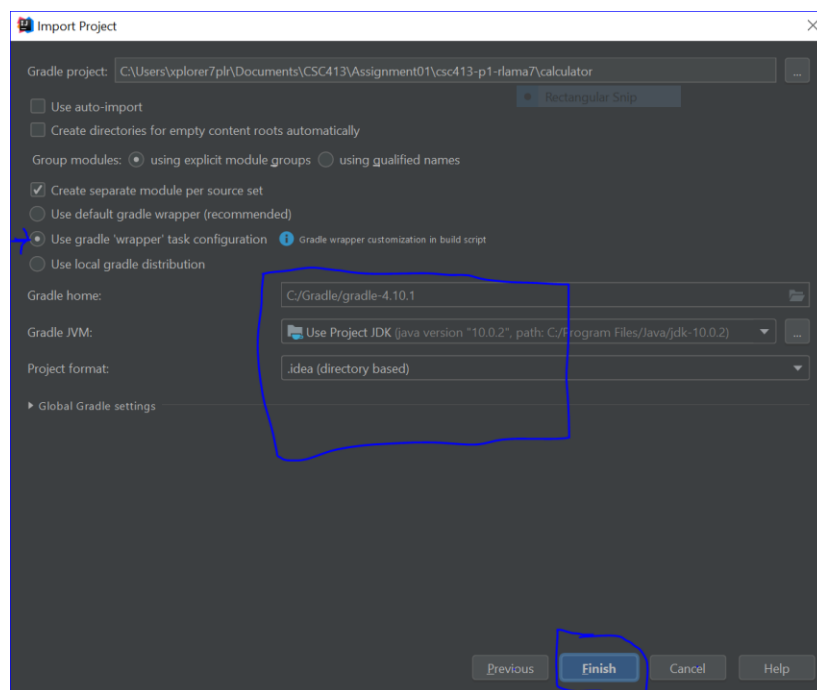 Import Project
Gradle project: C:\Users\xplorer7plr\Documents\CSC413\Assignment01\csc413-p1-rlama7\calculator ...
Rectangular Snip
Use auto-import
Create directories for empty content roots automatically
Group modules: using explicit module groups using qualified names
Create separate module per source set
Use default gradle wrapper (recommended)
Use gradle 'wrapper' task configuration Gradle wrapper customization in build script
Use local gradle distribution
Gradle home: C:/Gradle/gradle-4.10.1
Gradle JVM: Use Project JDK (java version "10.0.2", path: C:/Program Files/Java/jdk-10.0.2) ...
Project format: .idea (directory based)
Global Gradle settings
Previous Finish Cancel Help